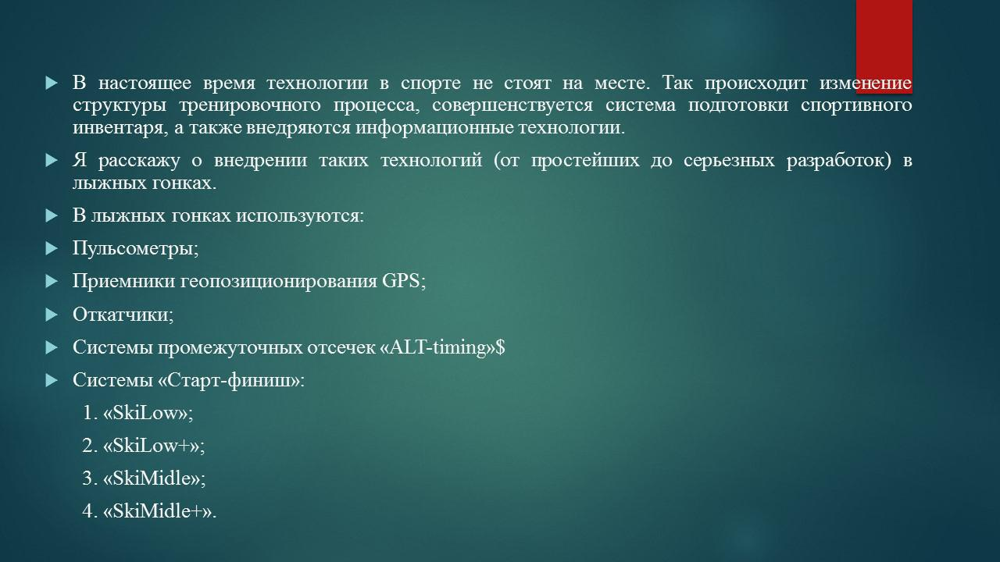 В настоящее время технологии в спорте не стоят на месте. Так происходит изменение
структуры тренировочного процесса, совершенствуется система подготовки спортивного
инвентаря, а также внедряются информационные технологии.
Я расскажу о внедрении таких технологий (от простейших до серьезных разработок) в
лыжных гонках.
В лыжных гонках используются:
Пульсометры;
Приемники геопозиционирования GPS;
Откатчики;
Системы промежуточных отсечек «ALT-timing»$
Системы «Старт-финиш»:
1. «SkiLow»;
2. «SkiLow+»;
3. «SkiMidle»;
4. «SkiMidle+».